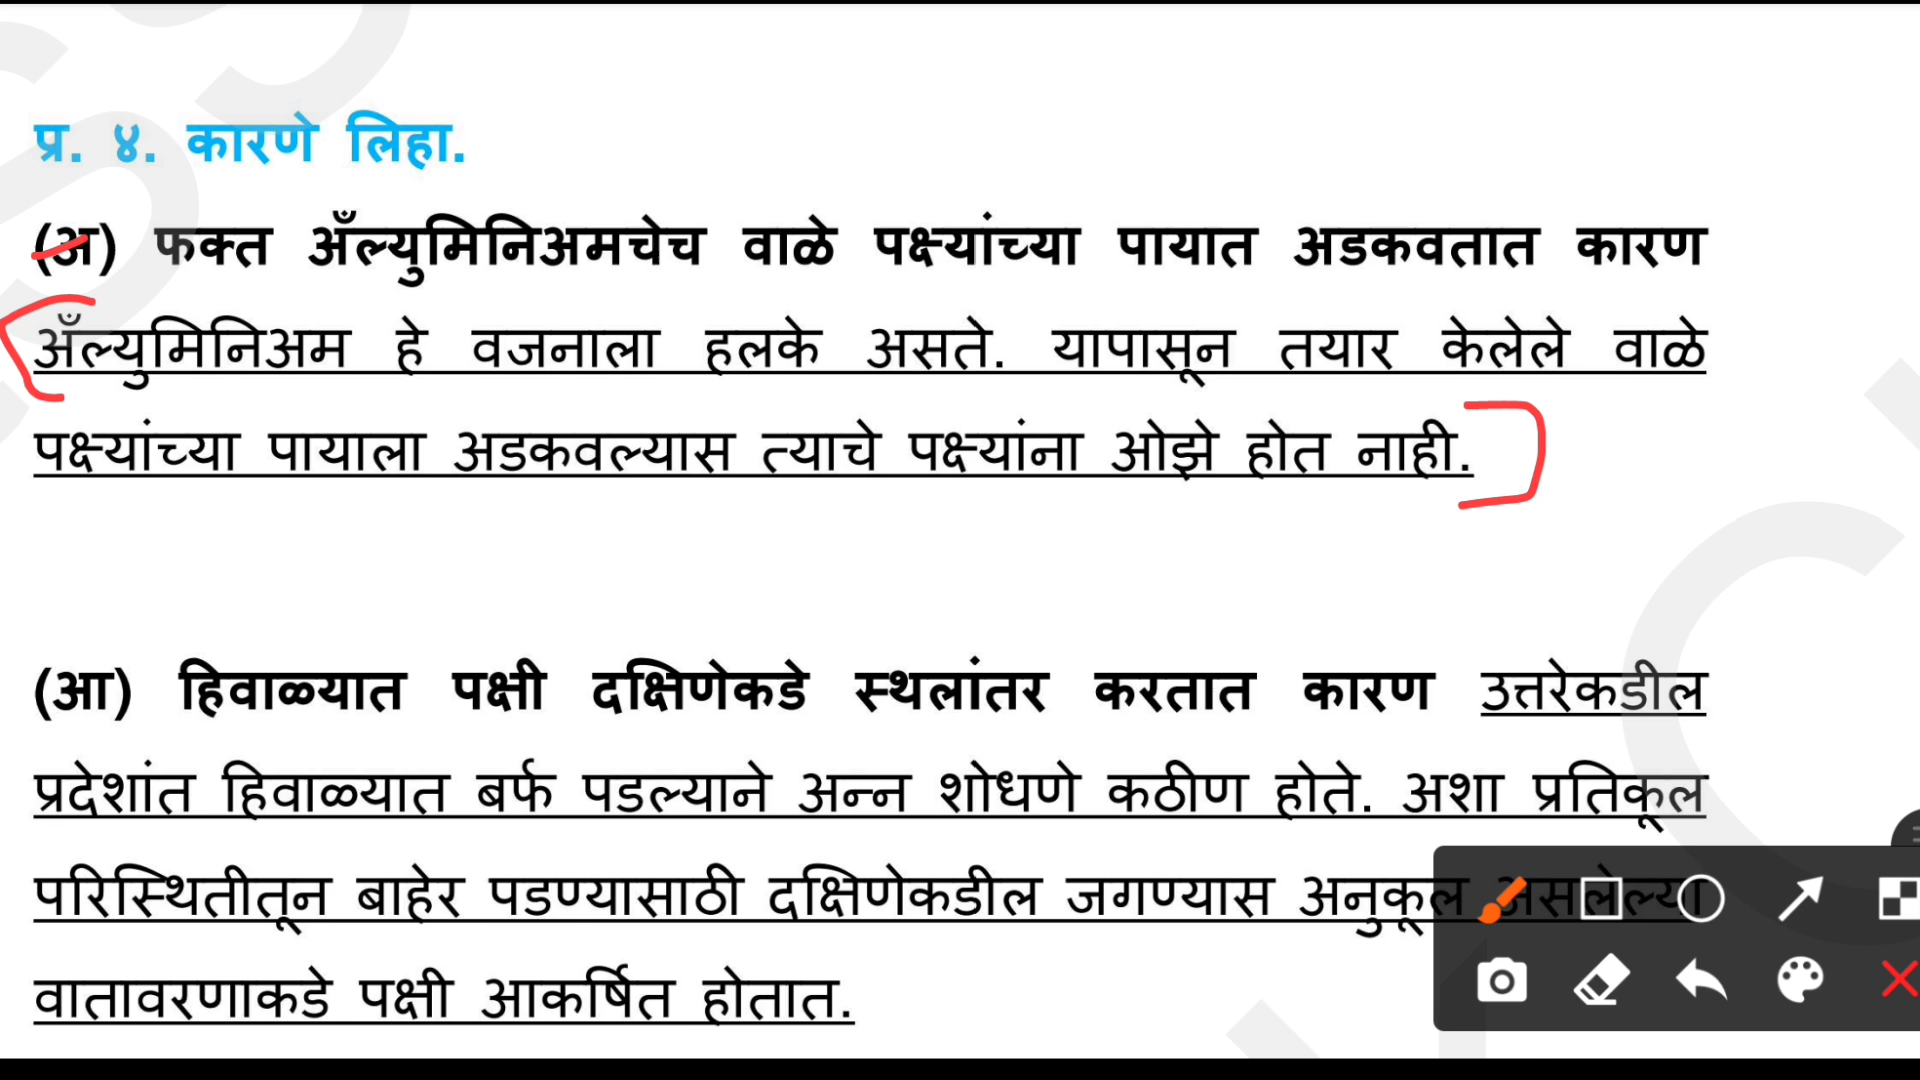 प्र. ४. कारणे लिहा.
(अ) फक्त अँल्युमिनिअमचेच वाळे पक्ष्यांच्या पायात अडकवतात कारण
अँल्युमिनिअम हे वजनाला हलके असते. यापासून तयार केलेले वाळे
पक्ष्यांच्या पायाला अडकवल्यास त्याचे पक्ष्यांना ओझे होत नाही.
(आ) हिवाळ्यात पक्षी दक्षिणेकडे स्थलांतर करतात कारण उत्तरेकडील
प्रदेशांत हिवाळ्यात बर्फ पडल्याने अन्न शोधणे कठीण होते. अशा प्रतिकूल
परिस्थितीतून बाहेर पडण्यासाठी दक्षिणेकडील जगण्यास अनुकूल असलेल्या
वातावरणाकडे पक्षी आकर्षित होतात.